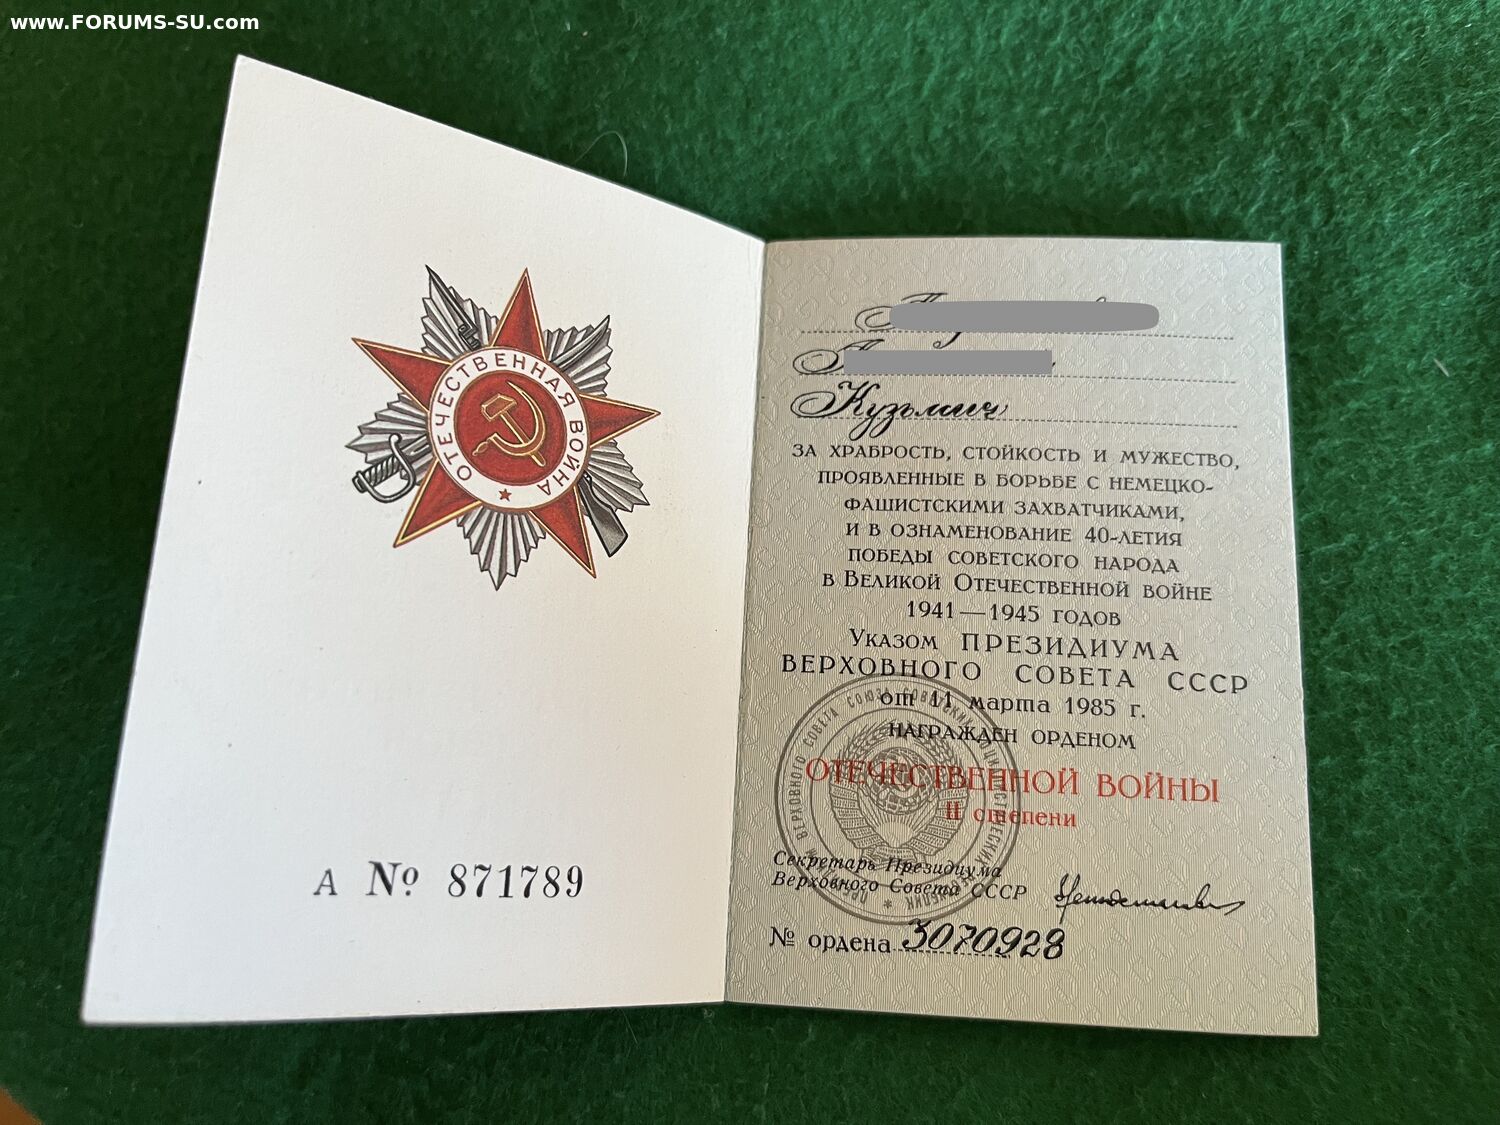 www.FORUMS-SU.com
ОТЕЧЕСТВЕННАЯ ВОЙНА
А № 871789
Кузьмич
ЗА ХРАБРОСТЬ, СТОЙКОСТЬ И МУЖЕСТВО,
ПРОЯВЛЕННЫЕ В БОРЬБЕ С НЕМЕЦКО-
ФАШИСТСКИМИ ЗАХВАТЧИКАМИ,
И В ОЗНАМЕНОВАНИЕ 40-ЛЕТИЯ
ПОБЕДЫ СОВЕТСКОГО НАРОДА
В ВЕЛИКОЙ ОТЕЧЕСТВЕННОЙ ВОЙНЕ
1941—1945 ГОДОВ
УКАЗОМ ПРЕЗИДИУМА
ВЕРХОВНОГО СОВЕТА СССР
от 11 марта 1985 г.
НАГРАЖДЕН ОРДЕНОМ
ОТЕЧЕСТВЕННОЙ ВОЙНЫ
II степени
Секретарь Президиума
Верховного Совета СССР
№ ордена 3070928